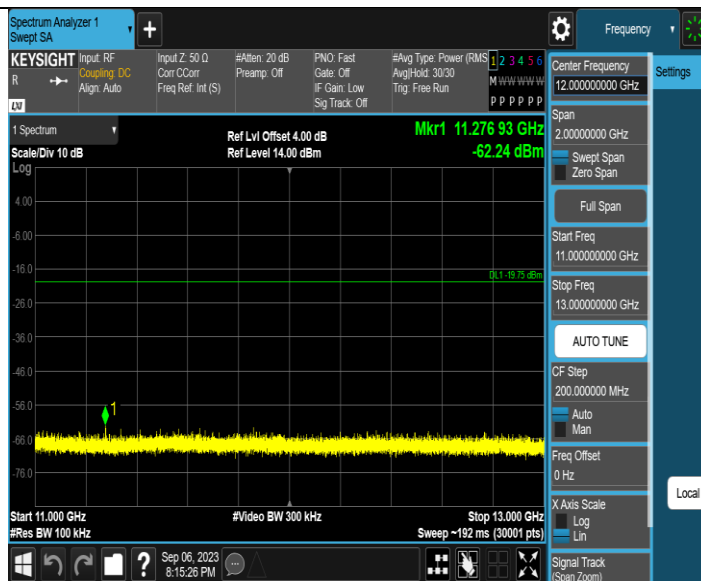 Spectrum Analyzer 1
Swept SA
Frequency
KEYSIGHT
R
LXI
Input: RF
Coupling: DC
Align: Auto
Input Z: 50 Ω
Corr CCorr
Freq Ref: Int (S)
#Atten: 20 dB
Preamp: Off
PNO: Fast
Gate: Off
IF Gain: Low
Sig Track: Off
#Avg Type: Power (RMS
Avg|Hold: 30/30
Trig: Free Run
1 2 3 4 5 6
M W W W W W
P P P P P P
1 Spectrum
Scale/Div 10 dB
Log
Ref Lvl Offset 4.00 dB
Ref Level 14.00 dBm
Mkr1 11.276 93 GHz
-62.24 dBm
4.00
-6.00
-16.0
DL1 -19.75 dBm
-26.0
-36.0
-46.0
-56.0
1
-66.0
-76.0
Start 11.000 GHz
#Res BW 100 kHz
#Video BW 300 kHz
Stop 13.000 GHz
Sweep ~192 ms (30001 pts)
Sep 06, 2023
8:15:26 PM
Center Frequency
12.000000000 GHz
Span
2.00000000 GHz
Swept Span
Zero Span
Full Span
Start Freq
11.000000000 GHz
Stop Freq
13.000000000 GHz
AUTO TUNE
CF Step
200.000000 MHz
Auto
Man
Freq Offset
0 Hz
X Axis Scale
Log
Lin
Signal Track
(Span Zoom)
Settings
Local